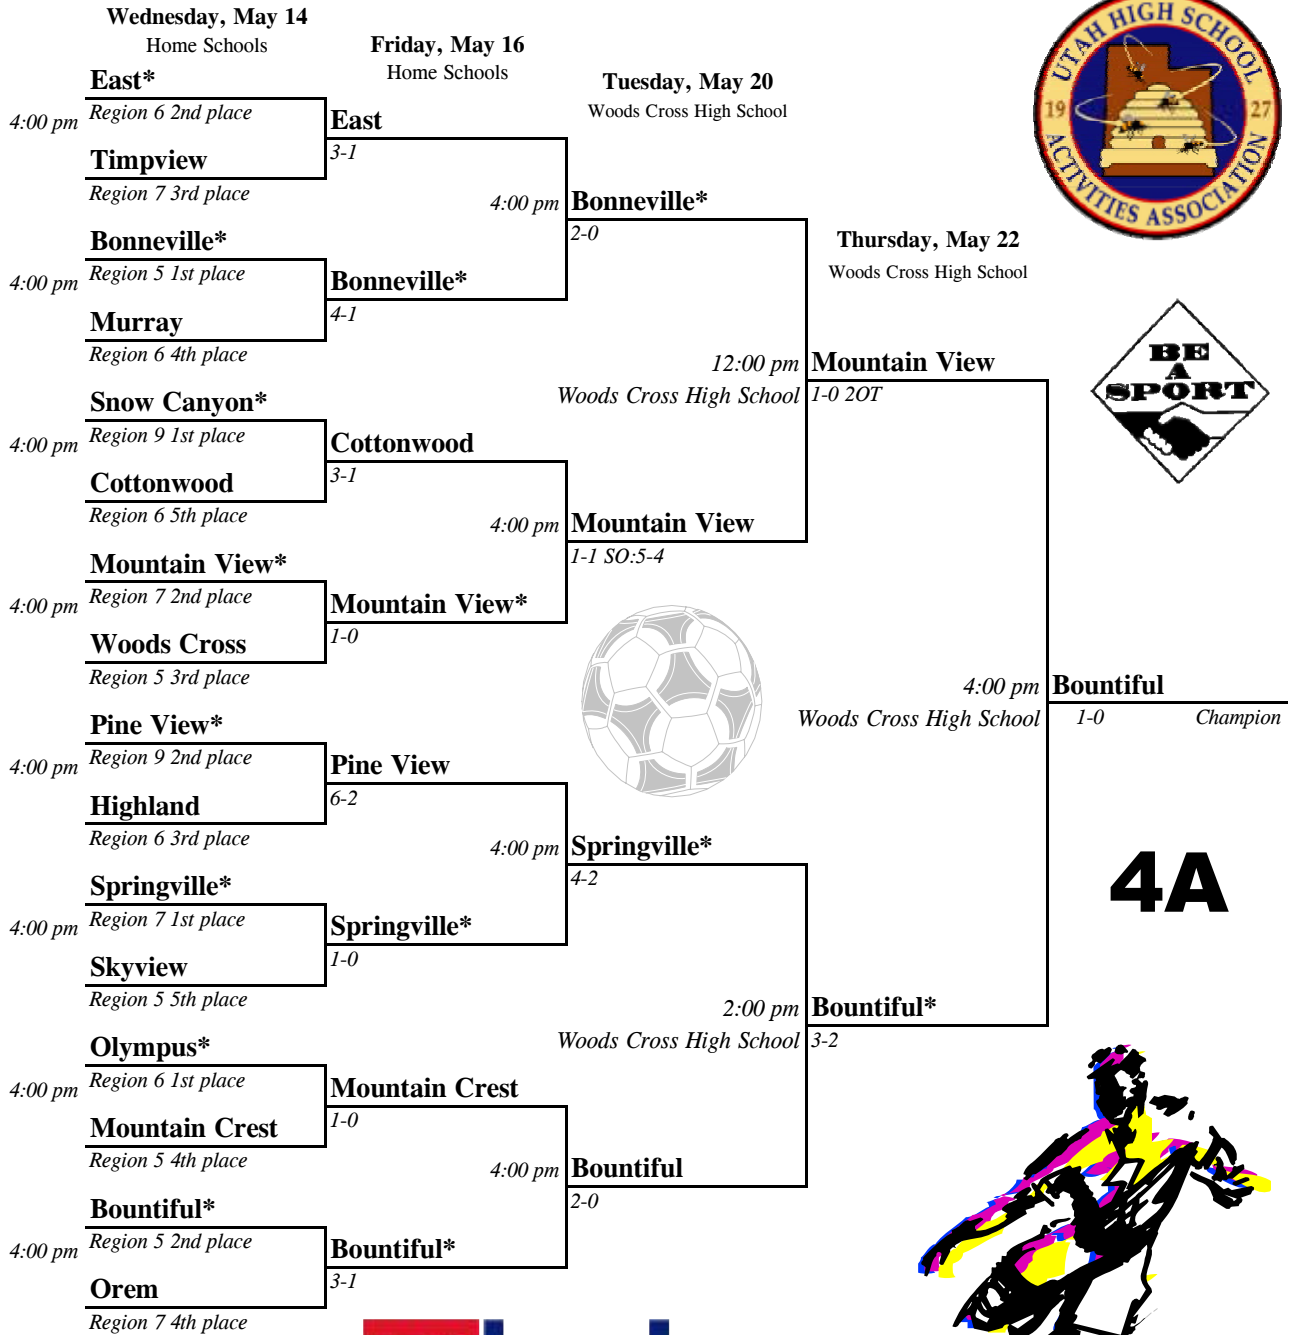 Wednesday, May 14
Home Schools
Friday, May 16
Home Schools
Tuesday, May 20
Woods Cross High School
Thursday, May 22
Woods Cross High School
UTAH HIGH SCHOOL
19 27
ACTIVITIES ASSOCIATION
BE
A
SPORT
East*
4:00 pm Region 6 2nd place
Timpview
Region 7 3rd place
Bonneville*
4:00 pm Region 5 1st place
Murray
Region 6 4th place
Snow Canyon*
4:00 pm Region 9 1st place
Cottonwood
Region 6 5th place
Mountain View*
4:00 pm Region 7 2nd place
Woods Cross
Region 5 3rd place
Pine View*
4:00 pm Region 9 2nd place
Highland
Region 6 3rd place
Springville*
4:00 pm Region 7 1st place
Skyview
Region 5 5th place
Olympus*
4:00 pm Region 6 1st place
Mountain Crest
Region 5 4th place
Bountiful*
4:00 pm Region 5 2nd place
Orem
Region 7 4th place
East
3-1
Bonneville*
4-1
Cottonwood
3-1
Mountain View*
1-0
Pine View
6-2
Springville*
1-0
Mountain Crest
1-0
Bountiful*
3-1
4:00 pm Bonneville*
2-0
4:00 pm Mountain View
1-1 SO:5-4
4:00 pm Springville*
4-2
4:00 pm Bountiful
2-0
12:00 pm Mountain View
Woods Cross High School 1-0 2OT
2:00 pm Bountiful*
Woods Cross High School 3-2
4:00 pm Bountiful
Woods Cross High School 1-0 Champion
4A